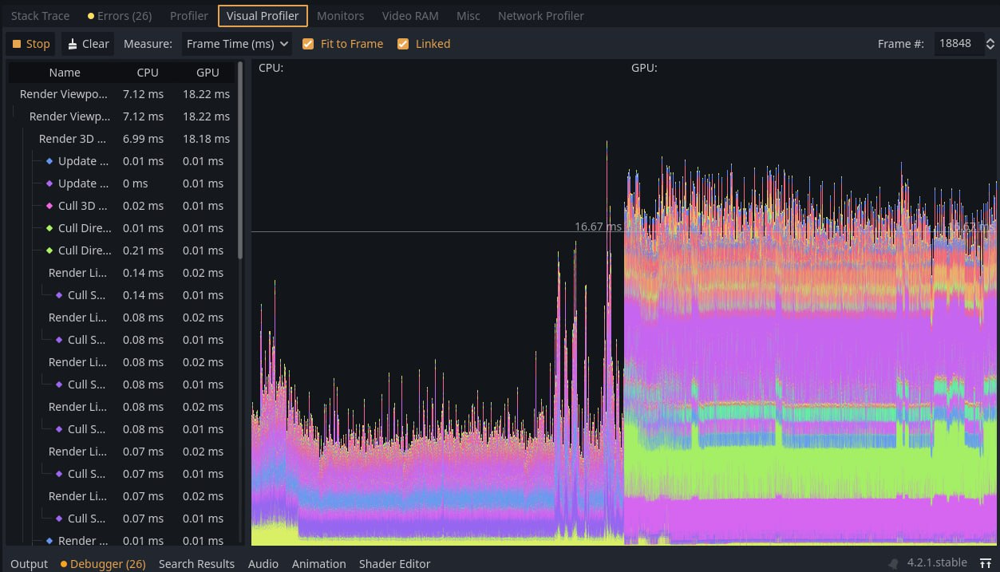 Stack Trace Errors (26) Profiler Visual Profiler Monitors Video RAM Misc Network Profiler
Stop Clear Measure: Frame Time (ms) Fit to Frame Linked Frame #: 18848
Name CPU GPU
CPU:
GPU:
Render Viewpo... 7.12 ms 18.22 ms
Render Viewp... 7.12 ms 18.22 ms
Render 3D ... 6.99 ms 18.18 ms
Update ... 0.01 ms 0.01 ms
Update ... 0 ms 0.01 ms
Cull 3D ... 0.02 ms 0.01 ms
Cull Dire... 0.01 ms 0.01 ms
16.67 ms 16.67 ms
Cull Dire... 0.21 ms 0.01 ms
Render Li... 0.14 ms 0.02 ms
Cull S... 0.14 ms 0.01 ms
Render Li... 0.08 ms 0.02 ms
Cull S... 0.08 ms 0.01 ms
Render Li... 0.08 ms 0.02 ms
Cull S... 0.08 ms 0.01 ms
Render Li... 0.08 ms 0.02 ms
Cull S... 0.08 ms 0.01 ms
Render Li... 0.07 ms 0.02 ms
Cull S... 0.07 ms 0.01 ms
Render Li... 0.07 ms 0.02 ms
Cull S... 0.07 ms 0.01 ms
Render ... 0.01 ms 0.01 ms
Output Debugger (26) Search Results Audio Animation Shader Editor 4.2.1.stable